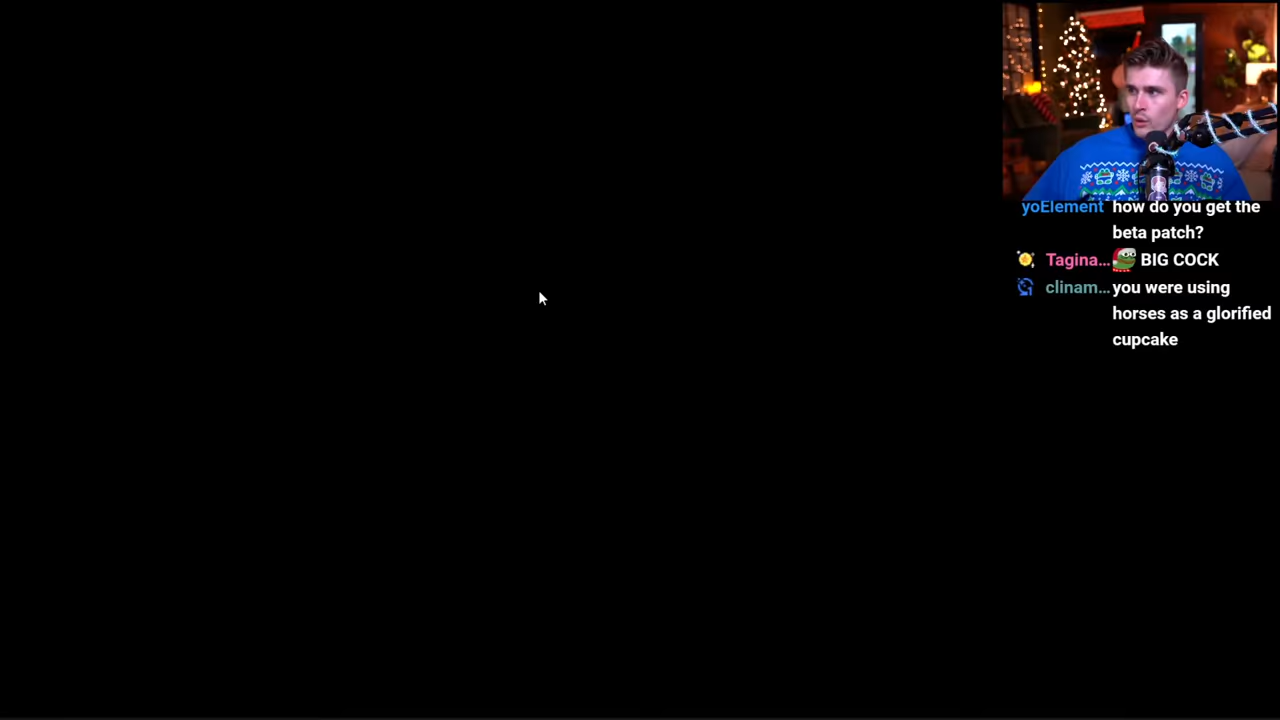 yoElement how do you get the
beta patch?
Tagina... BIG COCK
clinam... you were using
horses as a glorified
cupcake